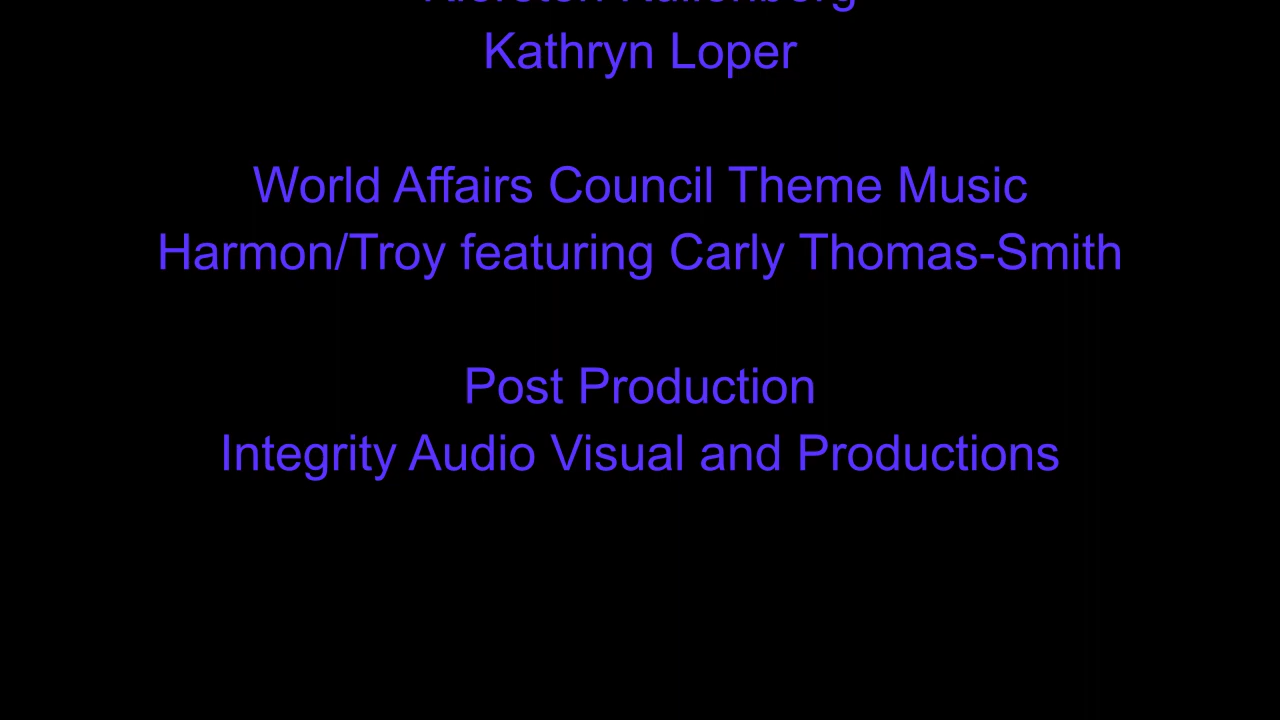 Kathryn Loper
World Affairs Council Theme Music
Harmon/Troy featuring Carly Thomas-Smith
Post Production
Integrity Audio Visual and Productions